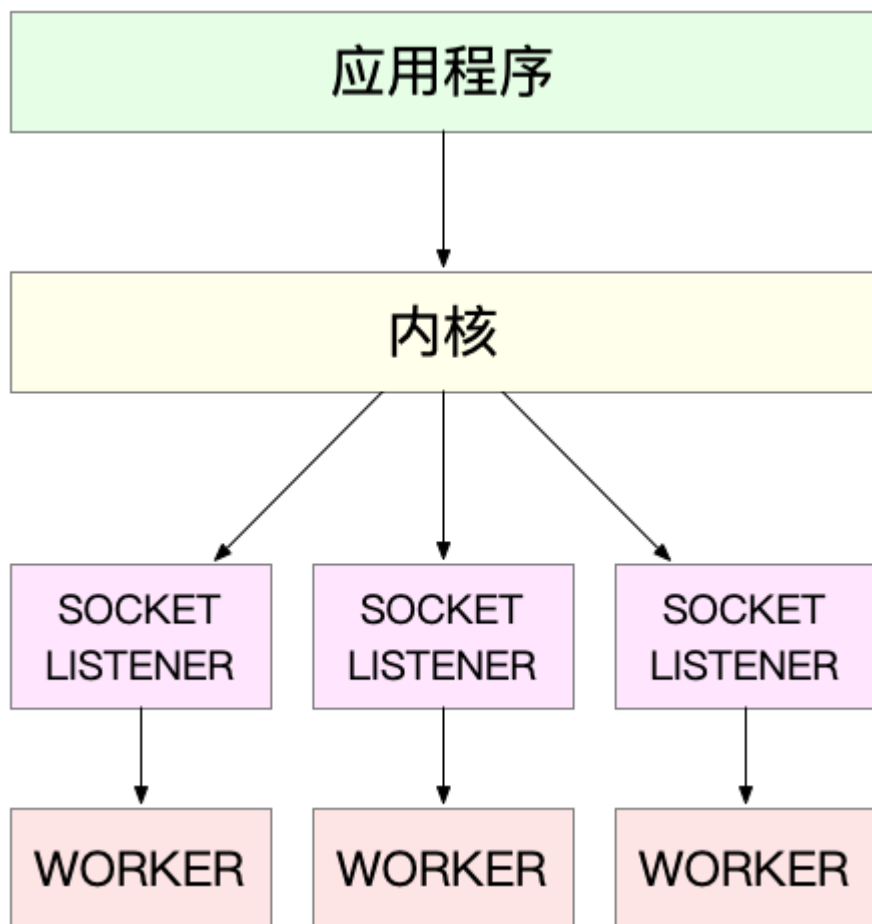 应用程序
内核
SOCKET
LISTENER
SOCKET
LISTENER
SOCKET
LISTENER
WORKER
WORKER
WORKER